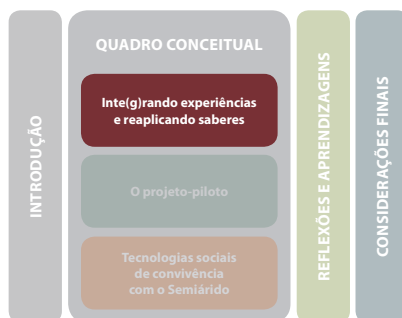 INTRODUÇÃO
QUADRO CONCEITUAL
Inte(g)rando experiências
e reaplicando saberes
O projeto-piloto
Tecnologias sociais
de convivência
com o Semiárido
REFLEXÕES E APRENDIZAGENS
CONSIDERAÇÕES FINAIS